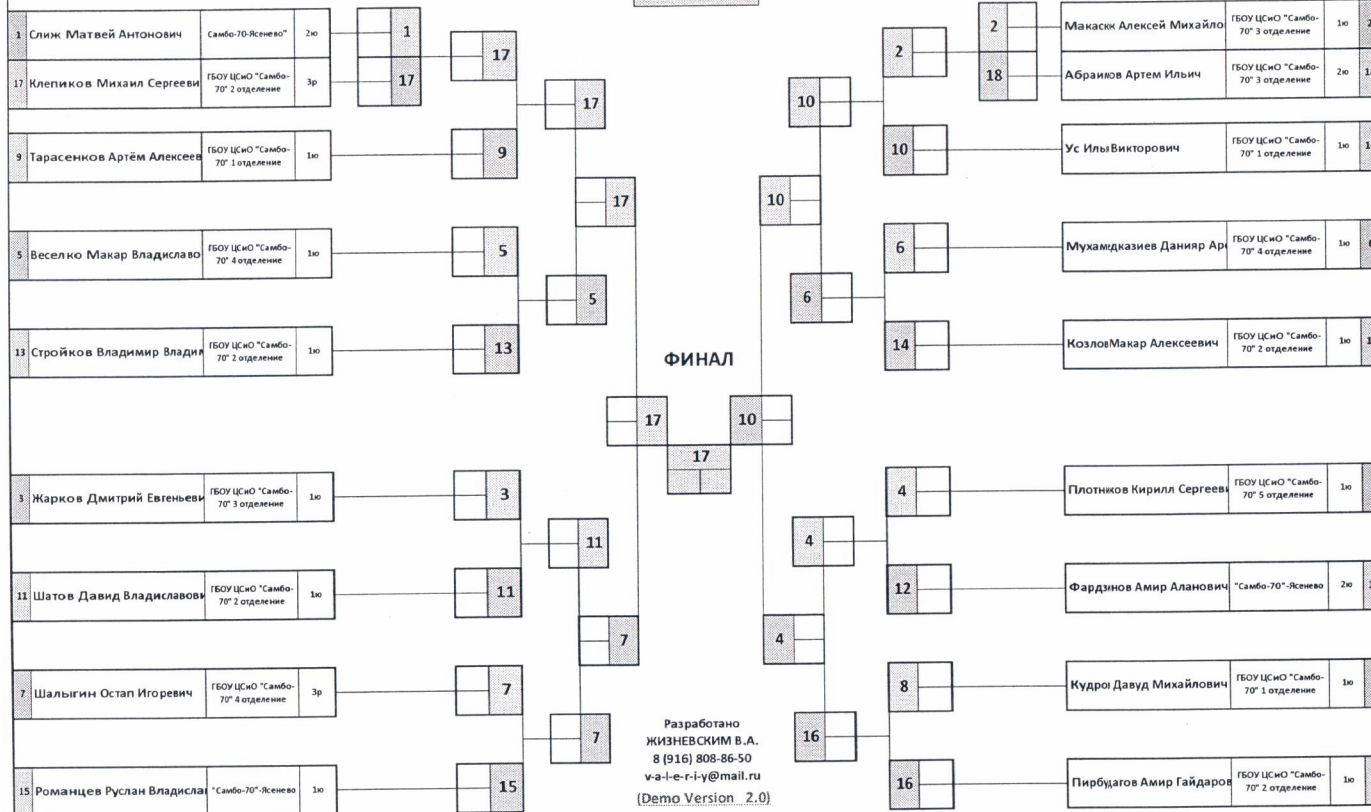 1 Слиж Матвей Антонович Самбо-70-Ясенево" 2ю 1
17 Клепиков Михаил Сергееви ГБОУ ЦСиО "Самбо-70" 2 отделение 3р 17
17
9 Тарасенков Артём Алексеев ГБОУ ЦСиО "Самбо-70" 1 отделение 1ю 9
17
17
5 Веселко Макар Владиславо ГБОУ ЦСиО "Самбо-70" 4 отделение 1ю 5
5
13 Стройков Владимир Влади ГБОУ ЦСиО "Самбо-70" 2 отделение 1ю 13
3 Жарков Дмитрий Евгеньеви ГБОУ ЦСиО "Самбо-70" 3 отделение 1ю 3
11
11 Шатов Давид Владиславови ГБОУ ЦСиО "Самбо-70" 2 отделение 1ю 11
7
7 Шалыгин Остап Игоревич ГБОУ ЦСиО "Самбо-70" 4 отделение 3р 7
7
15 Романцев Руслан Владисла "Самбо-70"-Ясенево 1ю 15
ФИНАЛ
17 10
17
2 Макаскк Алексей Михайло ГБОУ ЦСиО "Самбо-70" 3 отделение 1ю
2
18 Абраимов Артем Ильич ГБОУ ЦСиО "Самбо-70" 3 отделение 2ю
10
10 Ус Илья Викторович ГБОУ ЦСиО "Самбо-70" 1 отделение 1ю
10
6 Мухамдказиев Данияр Ар ГБОУ ЦСиО "Самбо-70" 4 отделение 1ю
6
14 Козлов Макар Алексеевич ГБОУ ЦСиО "Самбо-70" 2 отделение 1ю
4 Плотников Кирилл Сергееви ГБОУ ЦСиО "Самбо-70" 5 отделение 1ю
4
12 Фардзинов Амир Аланович "Самбо-70"-Ясенево 2ю
4
8 Кудро Давуд Михайлович ГБОУ ЦСиО "Самбо-70" 1 отделение 1ю
16
16 Пирбудагов Амир Гайдаров ГБОУ ЦСиО "Самбо-70" 2 отделение 1ю
Разработано
ЖИЗНЕВСКИМ В.А.
8 (916) 808-86-50
v-a-l-e-r-i-y@mail.ru
(Demo Version 2.0)